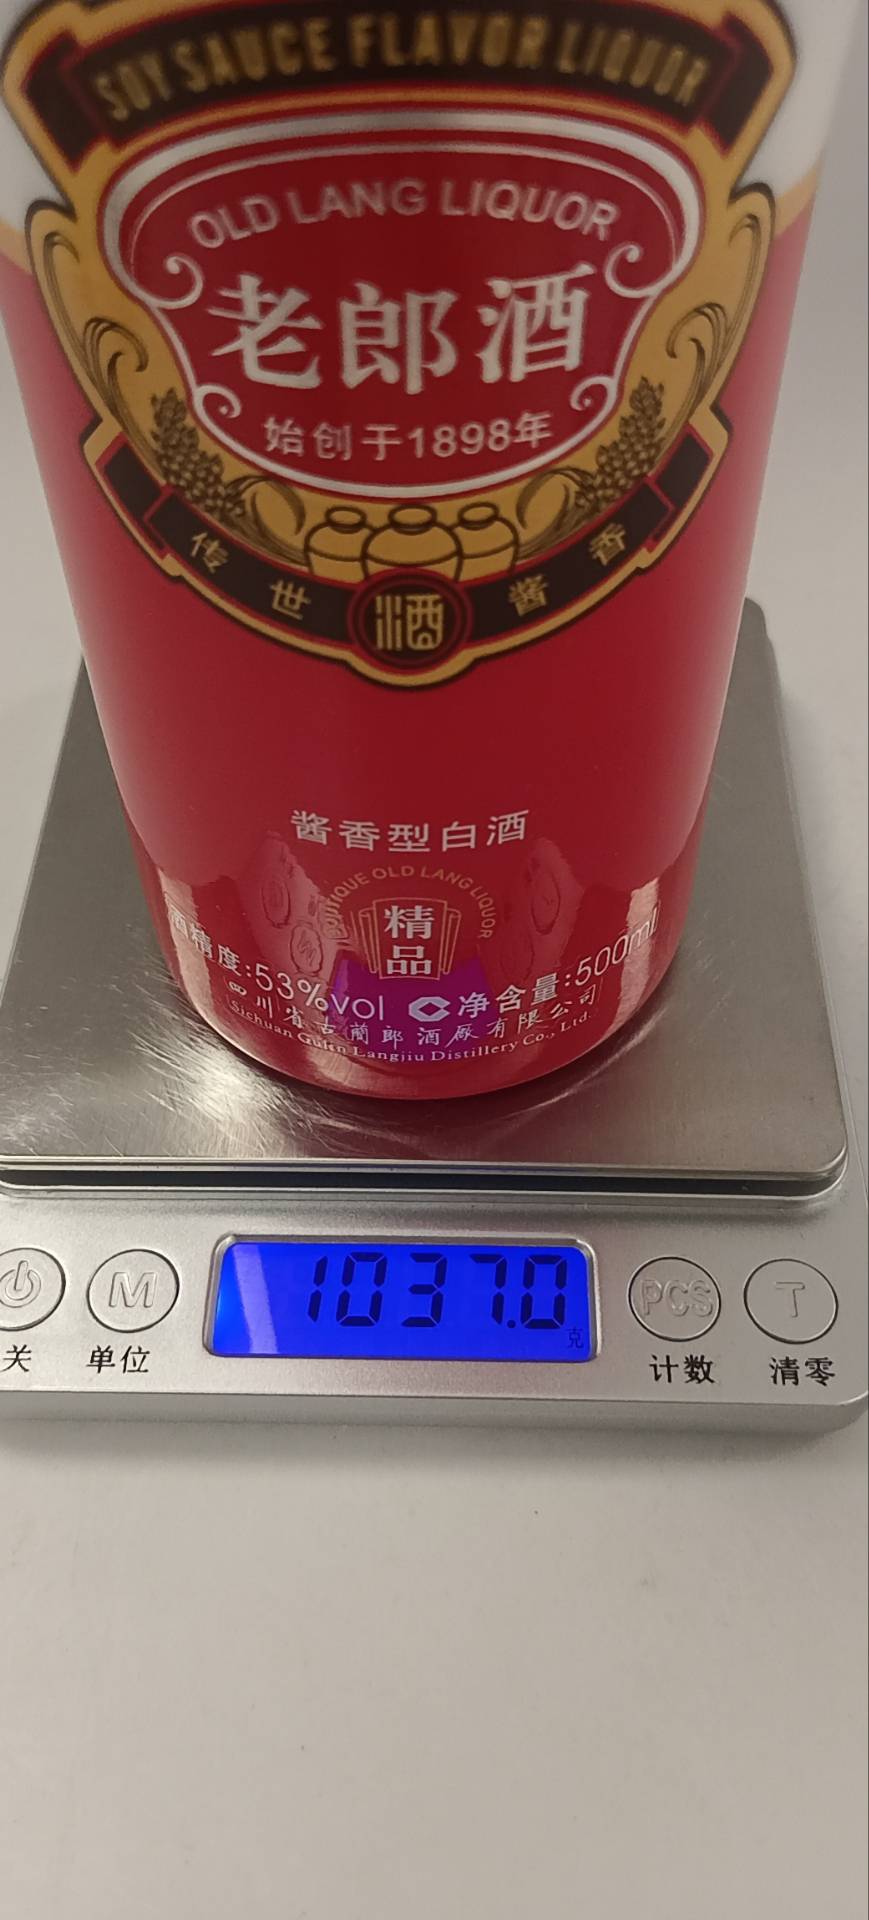 SOY SAUCE FLAVOR LIQUOR
OLD LANG LIQUOR
老郎酒
始创于1898年
传世 酒 酱香
酱香型白酒
BOUTIQUE OLD LANG LIQUOR
精品
酒精度:53%vol 净含量:500ml
四川省古蔺郎酒厰有限公司
Sichuan Gulin Langjiu Distillery Co., Ltd.
1037.0
克
M PCS T
关 单位 计数 清零